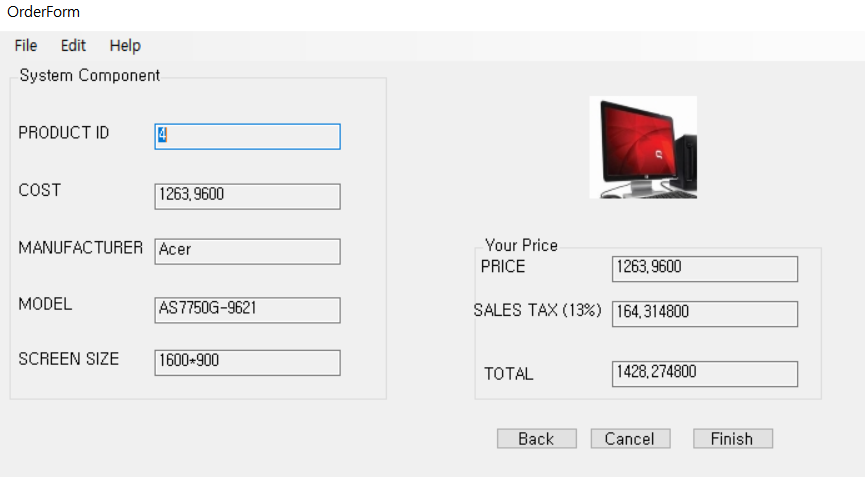 OrderForm
File Edit Help
System Component
PRODUCT ID 4
COST 1263.9600
MANUFACTURER Acer
MODEL AS7750G-9621
SCREEN SIZE 1600*900
Your Price
PRICE 1263.9600
SALES TAX (13%) 164.314800
TOTAL 1428.274800
Back Cancel Finish